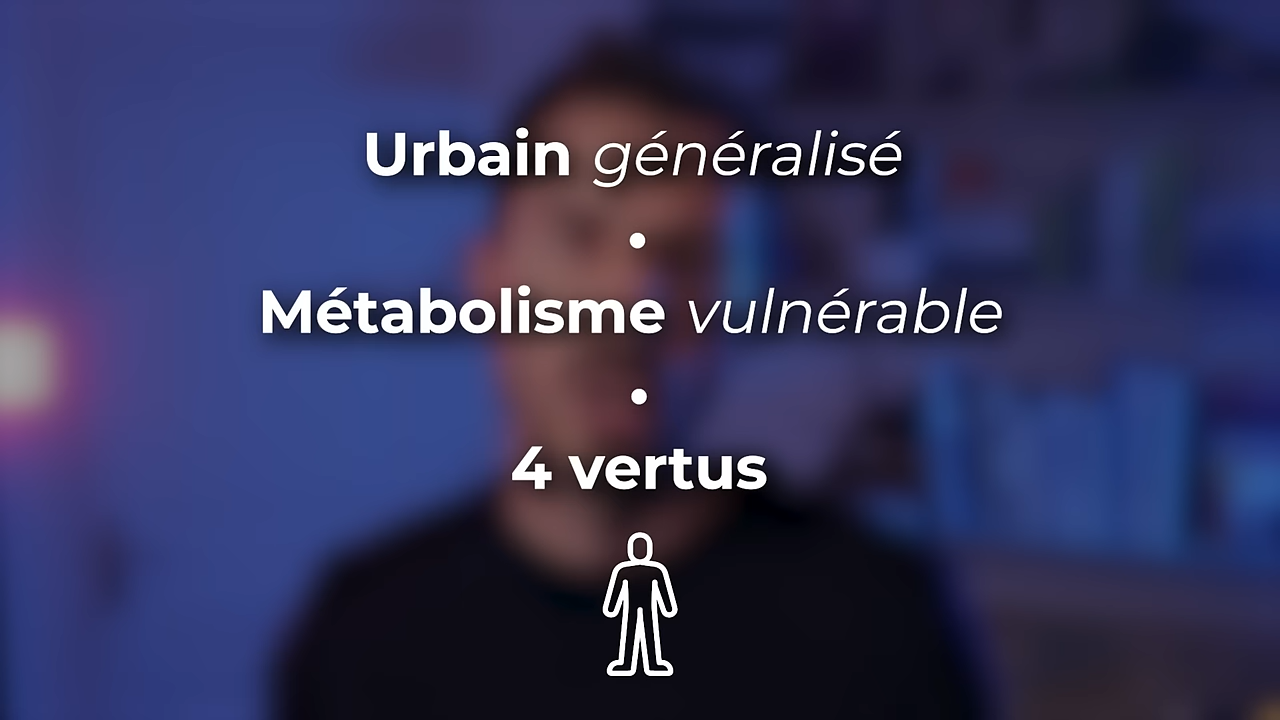 Urbain généralisé
•
Métabolisme vulnérable
•
4 vertus